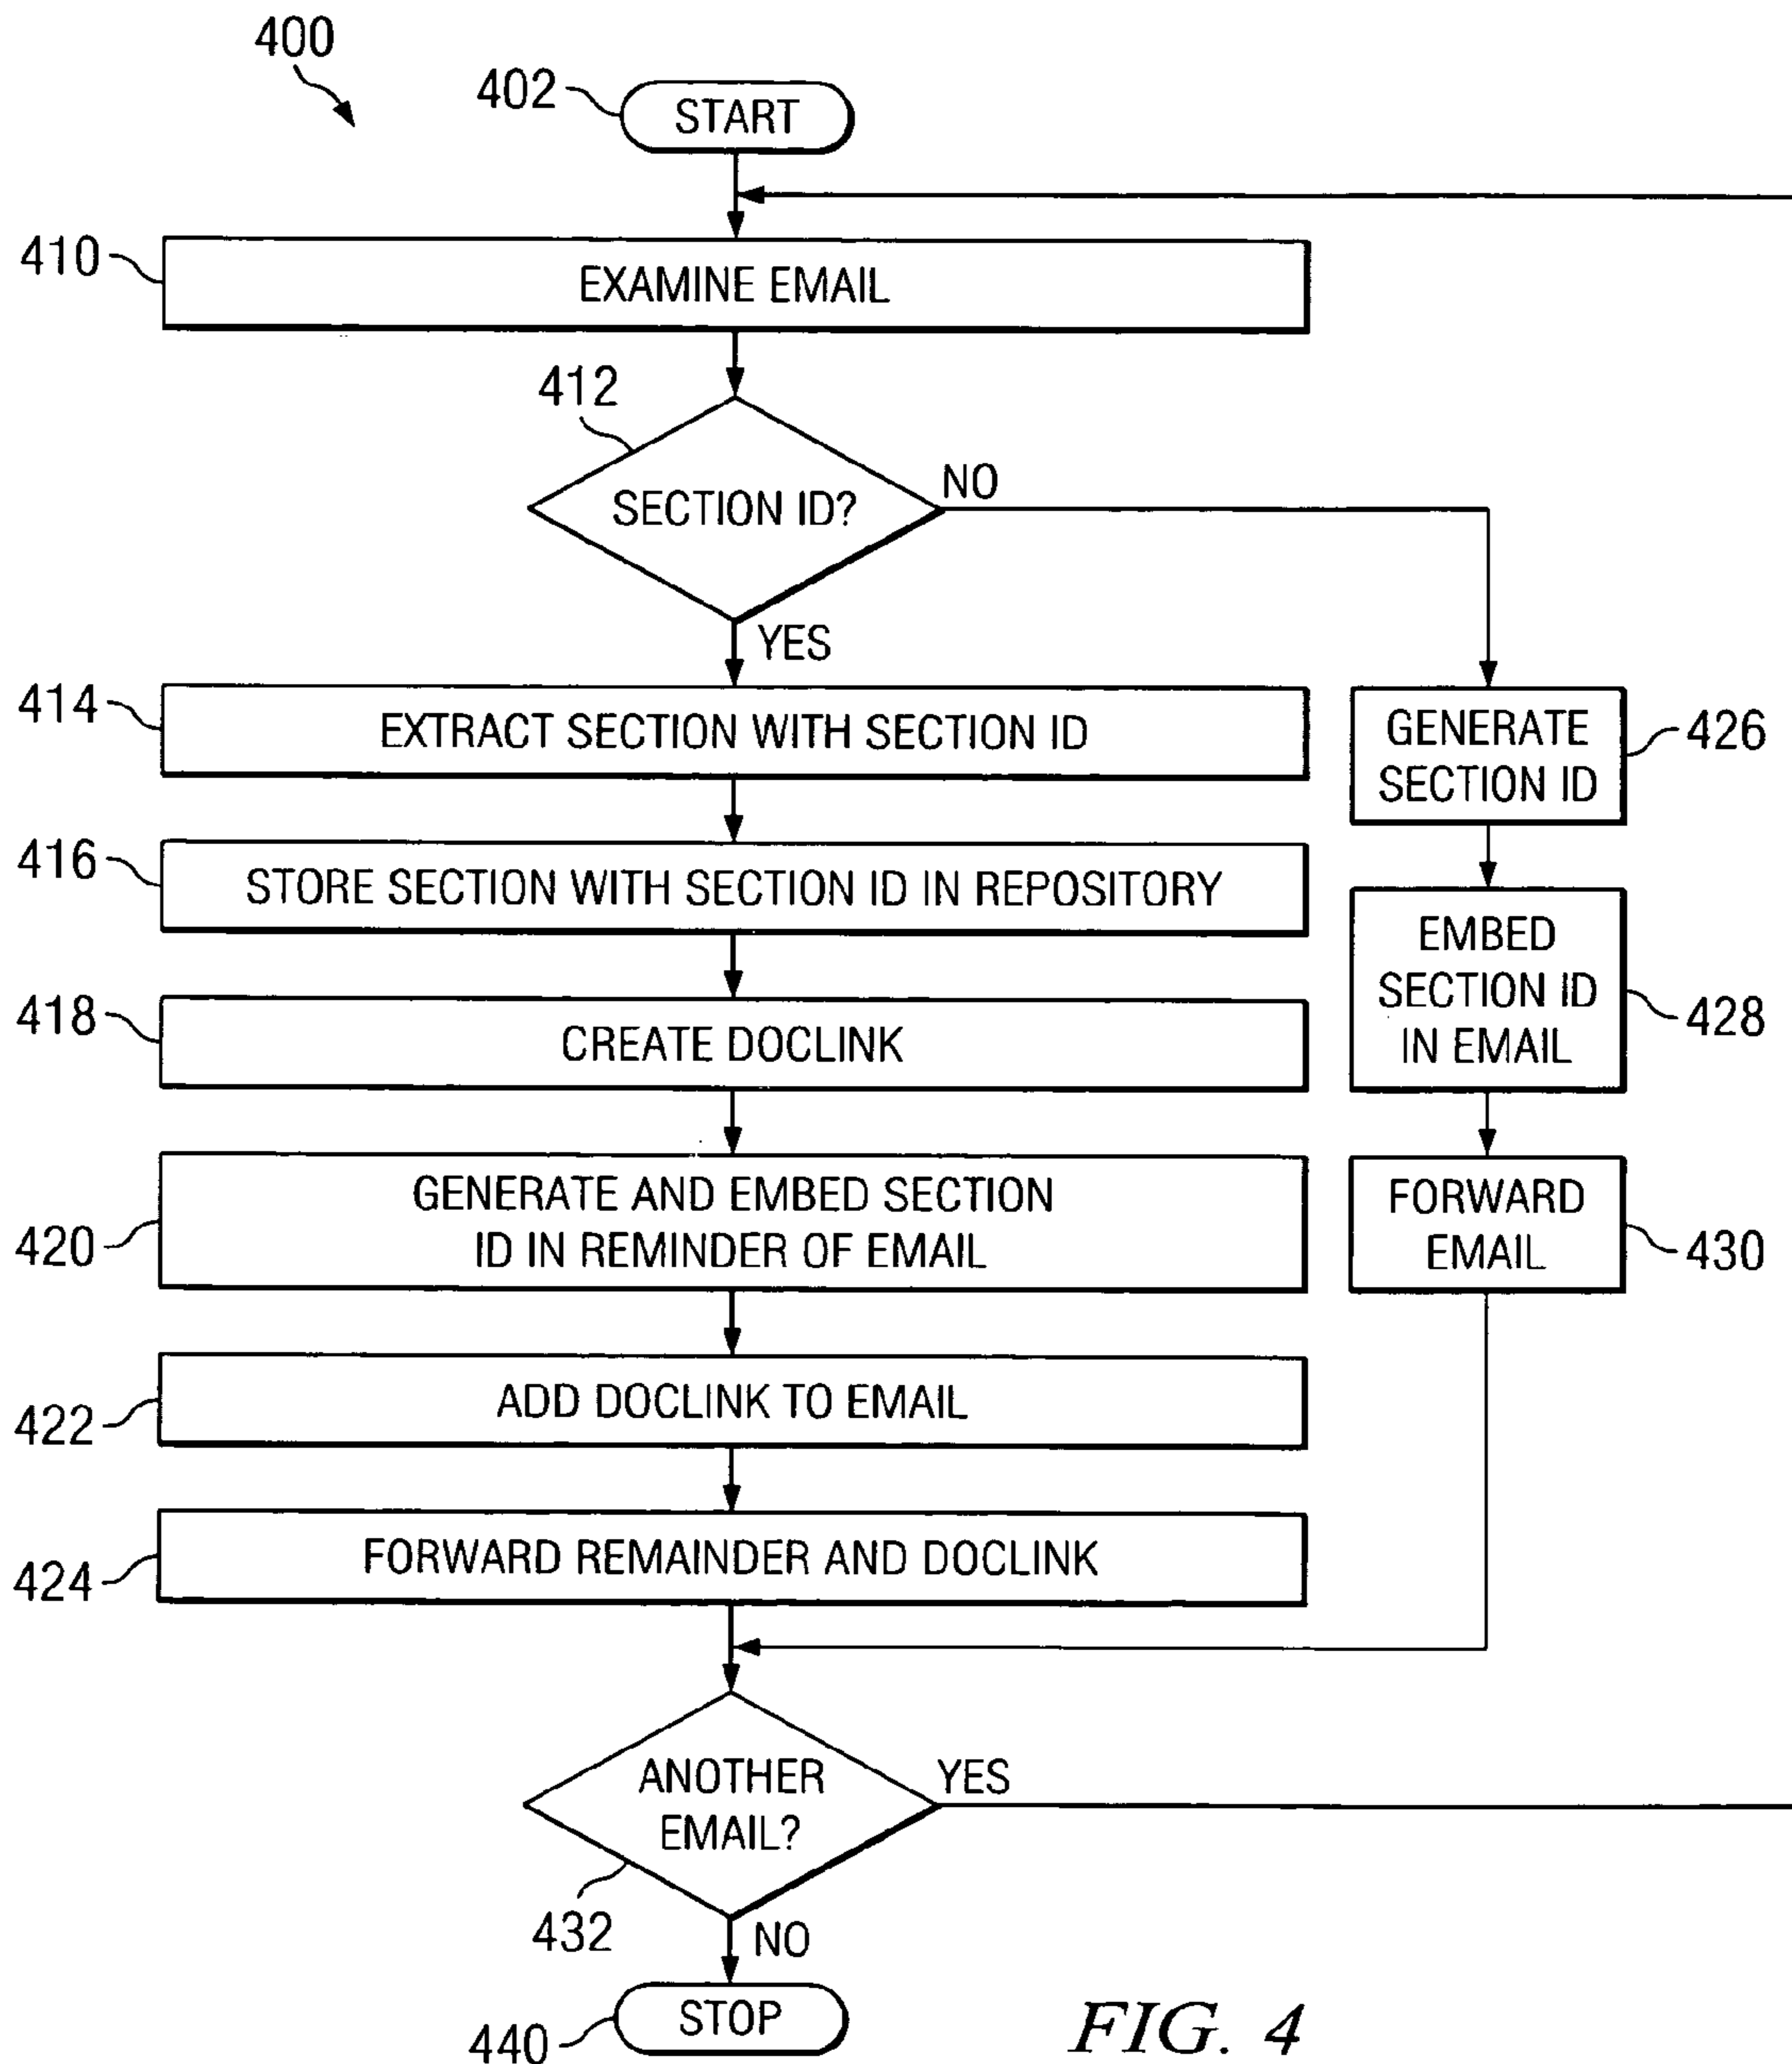 400
402
START
410
EXAMINE EMAIL
412
SECTION ID?
NO
YES
414
EXTRACT SECTION WITH SECTION ID
GENERATE
SECTION ID
426
416
STORE SECTION WITH SECTION ID IN REPOSITORY
EMBED
SECTION ID
IN EMAIL
428
418
CREATE DOCLINK
420
GENERATE AND EMBED SECTION
ID IN REMINDER OF EMAIL
FORWARD
EMAIL
430
422
ADD DOCLINK TO EMAIL
424
FORWARD REMAINDER AND DOCLINK
ANOTHER
EMAIL?
YES
432
NO
440
STOP
FIG. 4